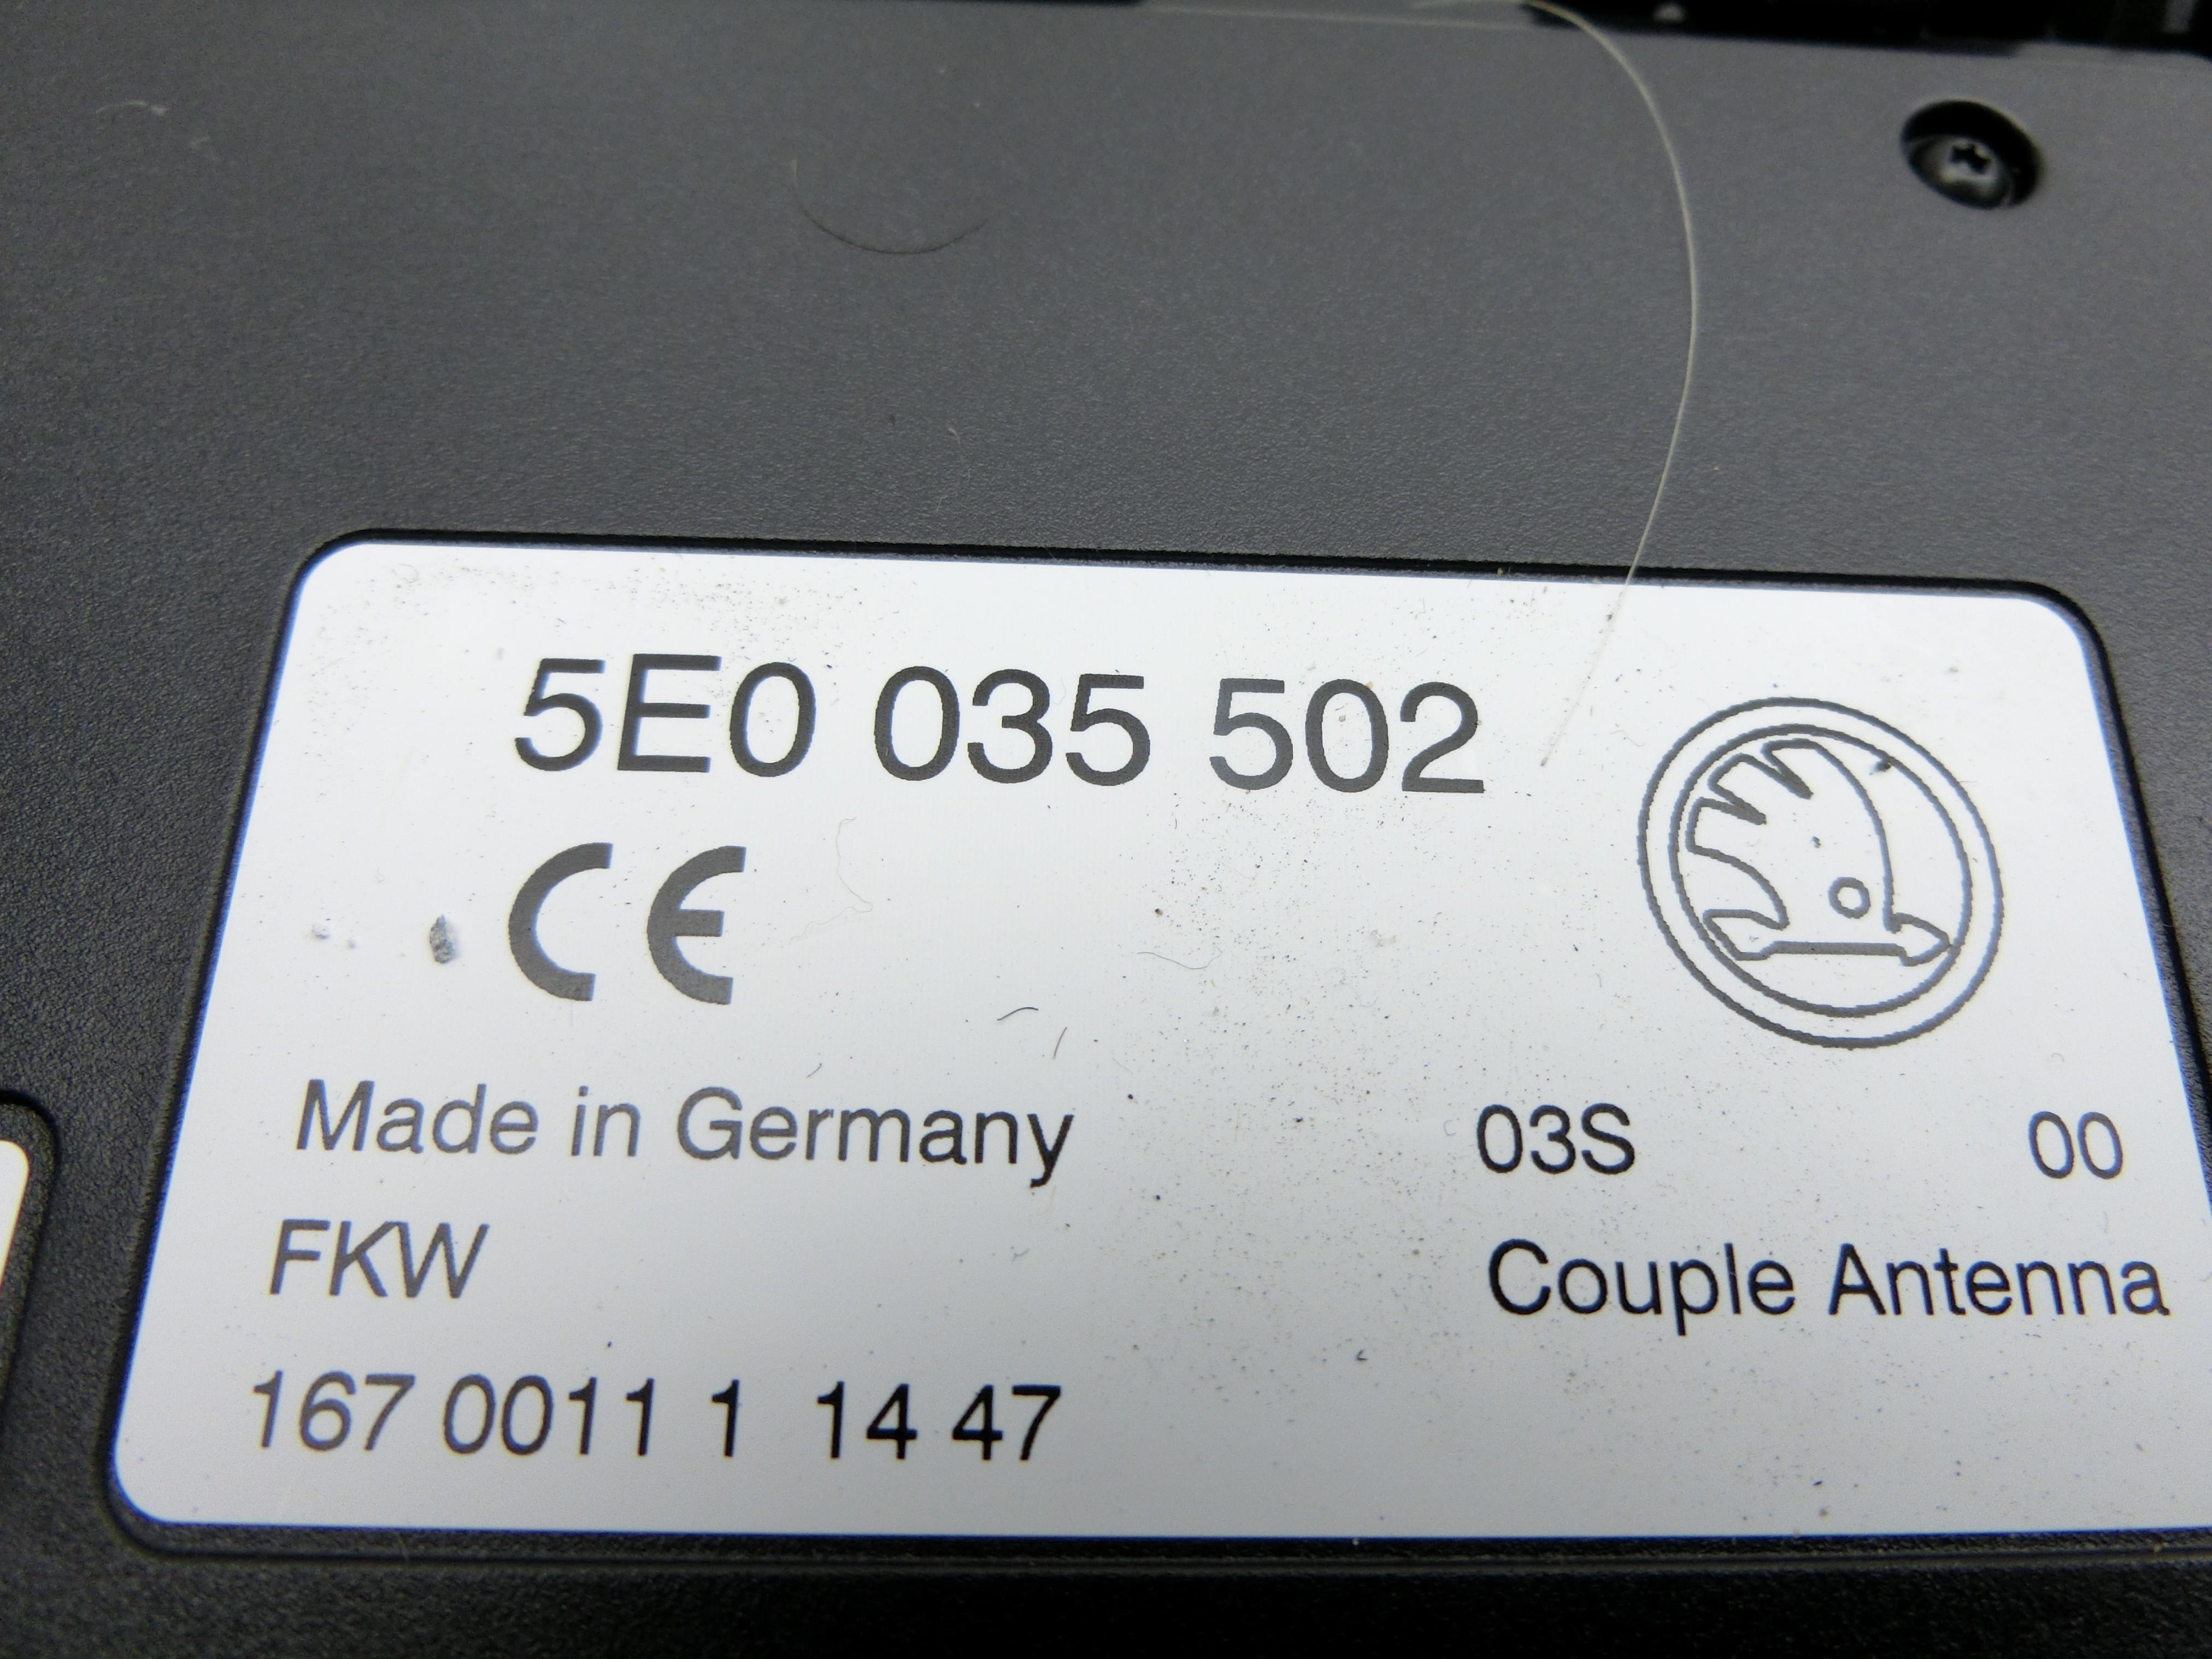 5E0 035 502
CE
Made in Germany 03S 00
FKW Couple Antenna
167 0011 1 14 47